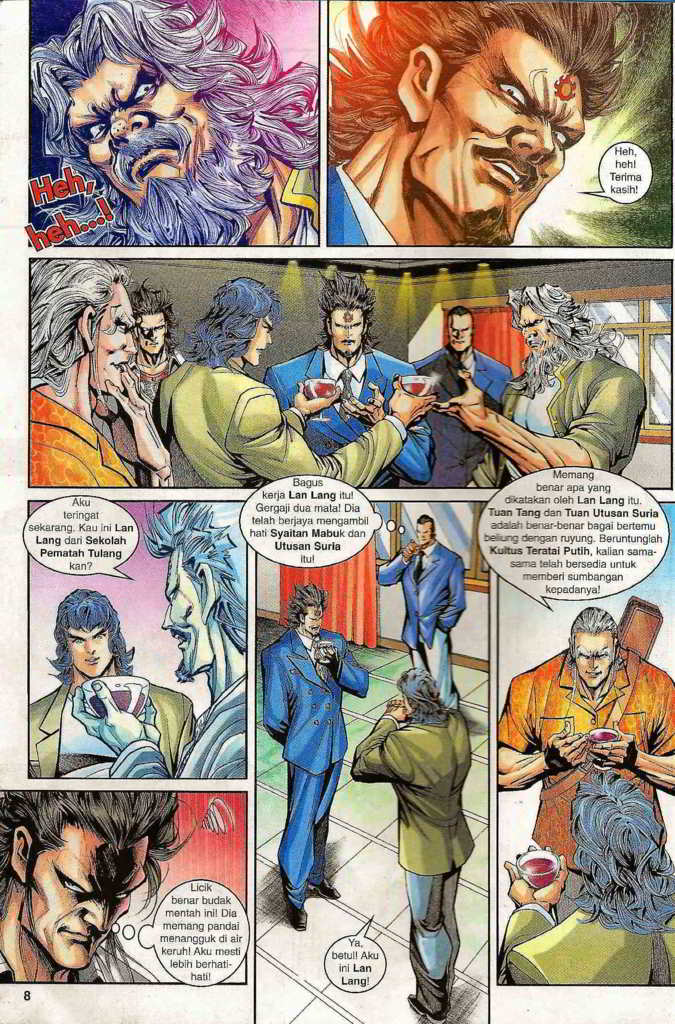 Heh,
heh...!
Heh,
heh!
Terima
kasih!
Aku
teringat
sekarang. Kau ini Lan
Lang dari Sekolah
Pematah Tulang
kan?
Bagus
kerja Lan Lang itu!
Gergaji dua mata! Dia
telah berjaya mengambil
hati Syaitan Mabuk dan
Utusan Suria
itu!
Ya,
betul! Aku
ini Lan
Lang!
Memang
benar apa yang
dikatakan oleh Lan Lang itu.
Tuan Tang dan Tuan Utusan Suria
adalah benar-benar bagai bertemu
beliung dengan ruyung. Beruntunglah
Kultus Teratai Putih, kalian sama-
sama telah bersedia untuk
memberi sumbangan
kepadanya!
Licik
benar budak
mentah ini! Dia
memang pandai
menangguk di air
keruh! Aku mesti
lebih berhati-
hati!
8